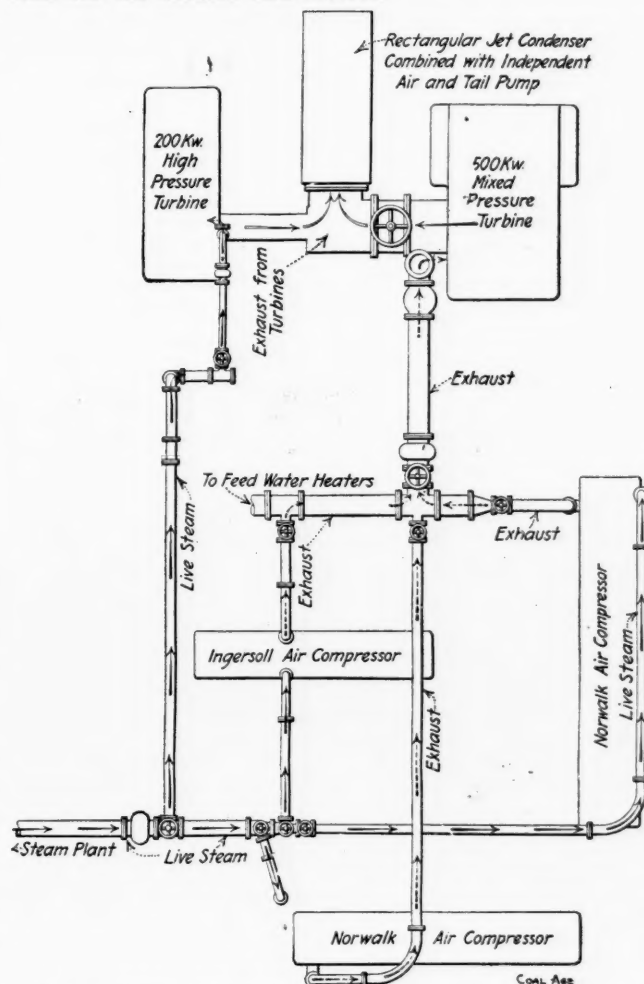 Rectangular Jet Condenser
Combined with Independent
Air and Tail Pump
200 Kw.
High
Pressure
Turbine
500 Kw.
Mixed
Pressure
Turbine
Exhaust from
Turbines
Exhaust
To Feed Water Heaters
Exhaust
Exhaust
Live Steam
Ingersoll Air Compressor
Exhaust
Norwalk Air Compressor
Live Steam
Steam Plant
Live Steam
Norwalk Air Compressor
COAL AGE